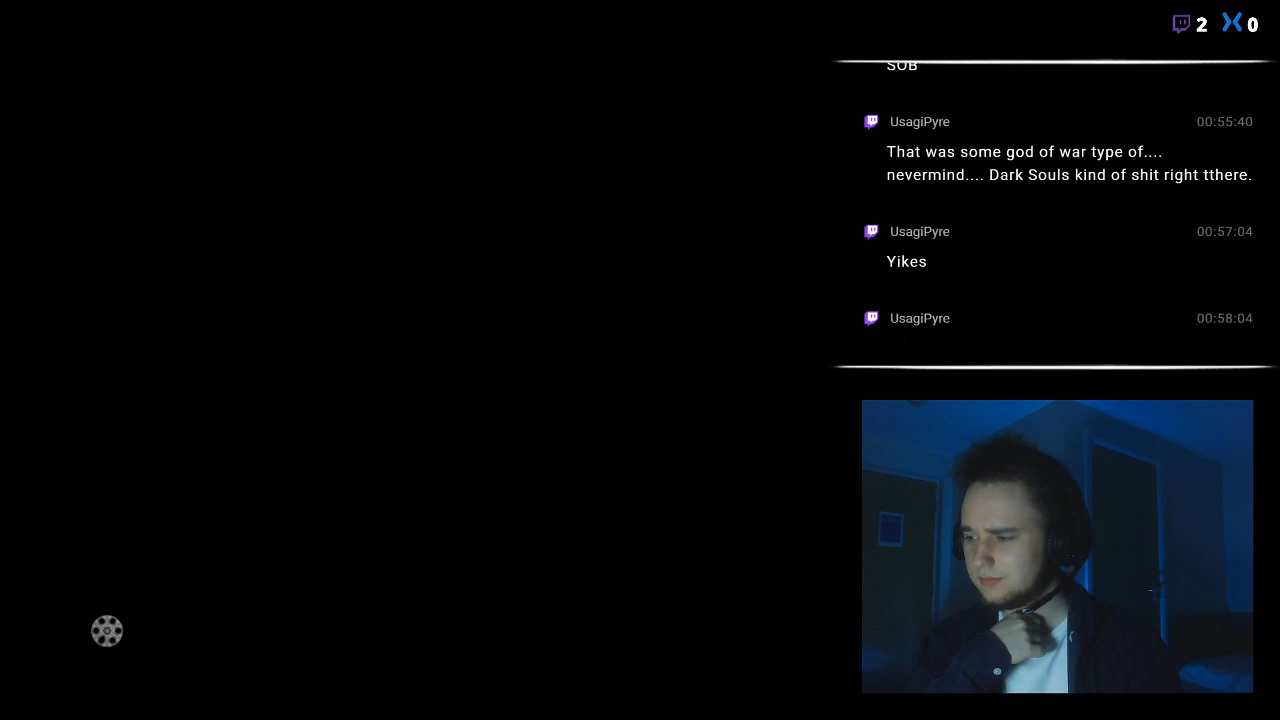 2 0
SOB
UsagiPyre 00:55:40
That was some god of war type of....
nevermind.... Dark Souls kind of shit right tthere.
UsagiPyre 00:57:04
Yikes
UsagiPyre 00:58:04